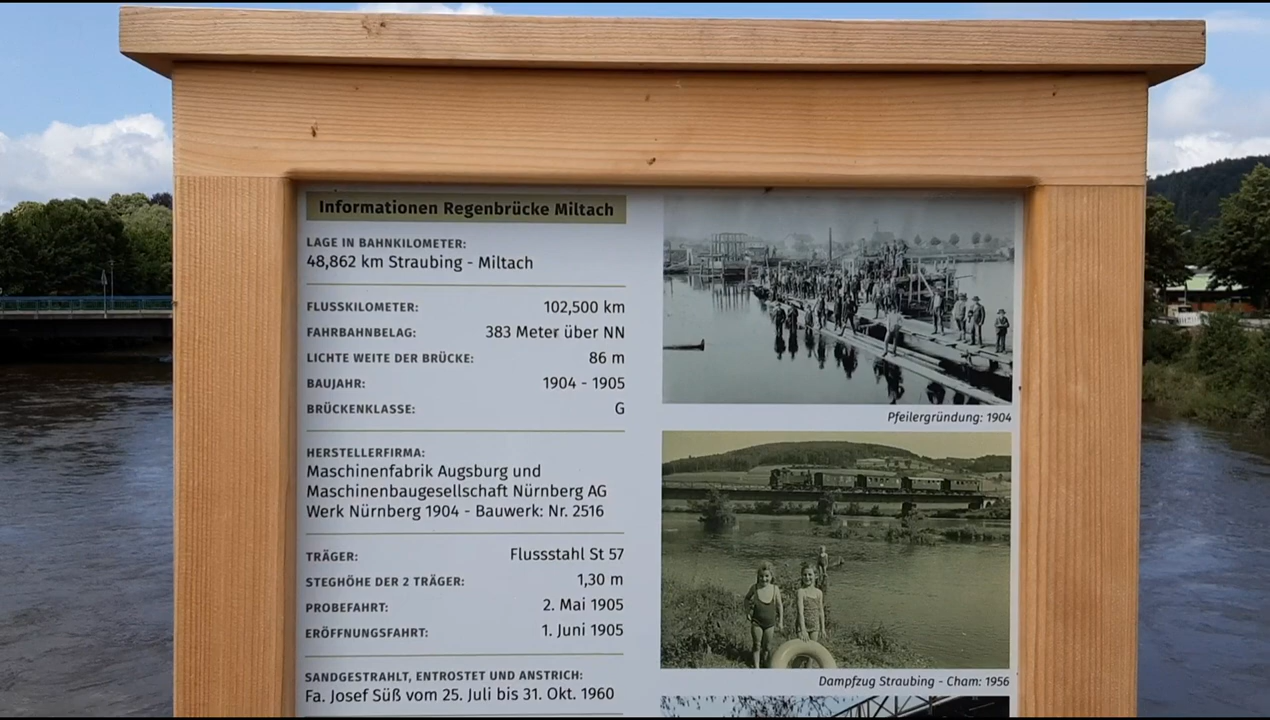 Informationen Regenbrücke Miltach
LAGE IN BAHNKILOMETER:
48,862 km Straubing - Miltach
FLUSSKILOMETER: 102,500 km
FAHRBAHNBELAG: 383 Meter über NN
LICHTE WEITE DER BRÜCKE: 86 m
BAUJAHR: 1904 - 1905
BRÜCKENKLASSE: G
HERSTELLERFIRMA:
Maschinenfabrik Augsburg und
Maschinenbaugesellschaft Nürnberg AG
Werk Nürnberg 1904 - Bauwerk: Nr. 2516
TRÄGER: Flussstahl St 57
STEGHÖHE DER 2 TRÄGER: 1,30 m
PROBEFAHRT: 2. Mai 1905
ERÖFFNUNGSFAHRT: 1. Juni 1905
SANDGESTRAHLT, ENTROSTET UND ANSTRICH:
Fa. Josef Süß vom 25. Juli bis 31. Okt. 1960
Pfeilergründung: 1904
Dampfzug Straubing - Cham: 1956